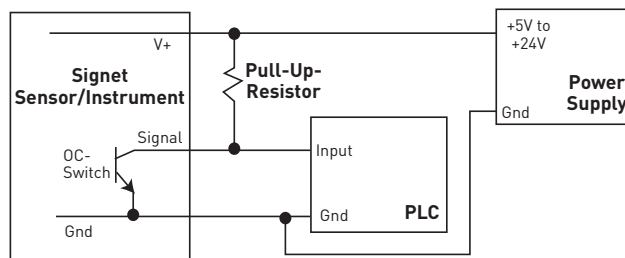 V+
Signet
Sensor/Instrument
Signal
OC-
Switch
Gnd
Pull-Up-
Resistor
Input
Gnd
PLC
+5V to
+24V
Power
Supply
Gnd